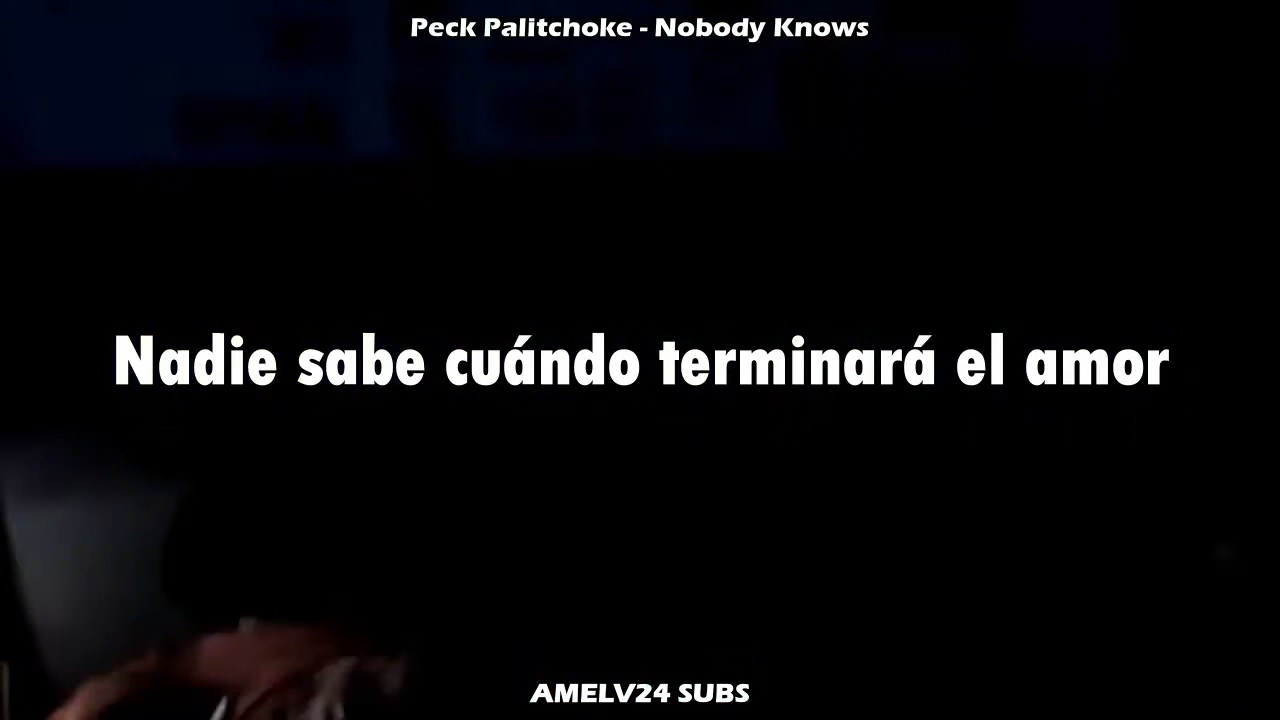 Peck Palitchoke - Nobody Knows
Nadie sabe cuándo terminará el amor
AMELV24 SUBS